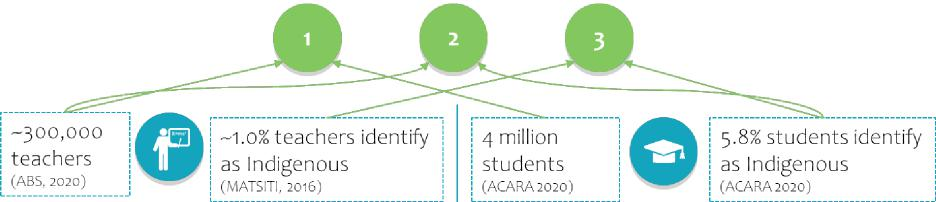 1
2
3
~300,000
teachers
(ABS, 2020)
~1.0% teachers identify
as Indigenous
(MATSITI, 2016)
4 million
students
(ACARA 2020)
5.8% students identify
as Indigenous
(ACARA 2020)